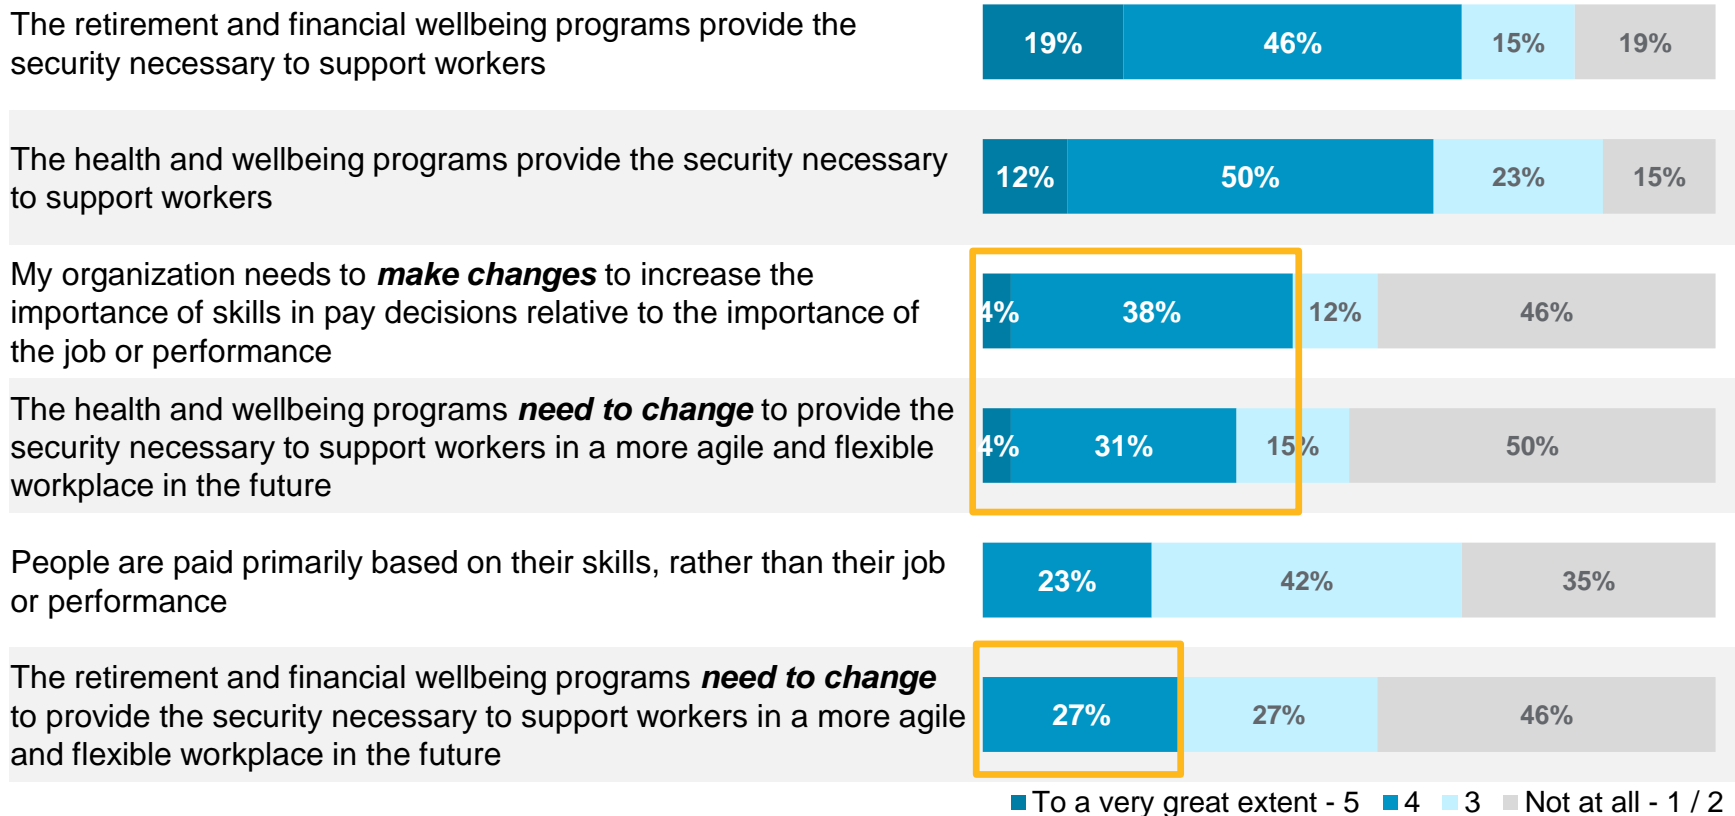 The retirement and financial wellbeing programs provide the
security necessary to support workers
19% 46% 15% 19%
The health and wellbeing programs provide the security necessary
to support workers
12% 50% 23% 15%
My organization needs to make changes to increase the
importance of skills in pay decisions relative to the importance of
the job or performance
4% 38% 12% 46%
The health and wellbeing programs need to change to provide the
security necessary to support workers in a more agile and flexible
workplace in the future
4% 31% 15% 50%
People are paid primarily based on their skills, rather than their job
or performance
23% 42% 35%
The retirement and financial wellbeing programs need to change
to provide the security necessary to support workers in a more agile
and flexible workplace in the future
27% 27% 46%
To a very great extent - 5 4 3 Not at all - 1 / 2